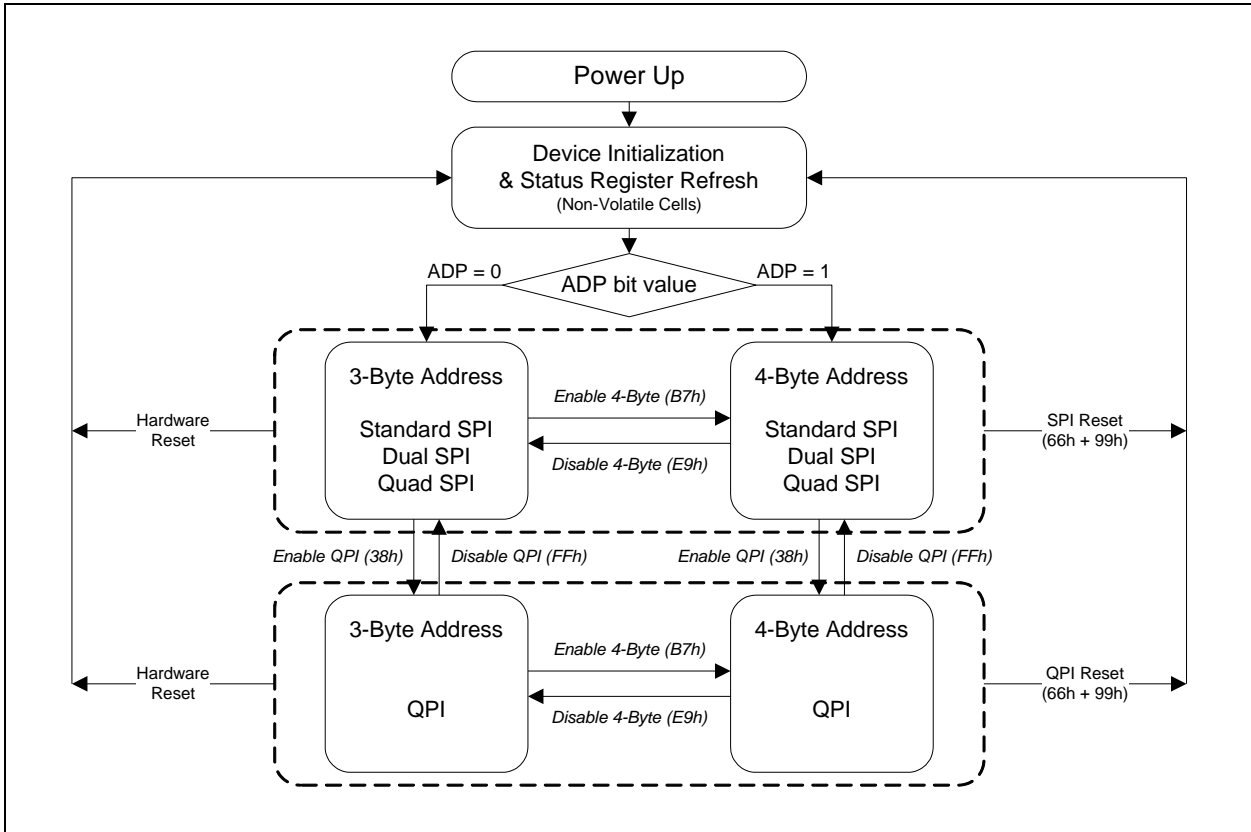 Power Up
Device Initialization
& Status Register Refresh
(Non-Volatile Cells)
ADP = 0
ADP bit value
ADP = 1
3-Byte Address
Standard SPI
Dual SPI
Quad SPI
Enable 4-Byte (B7h)
Disable 4-Byte (E9h)
4-Byte Address
Standard SPI
Dual SPI
Quad SPI
Hardware
Reset
SPI Reset
(66h + 99h)
Enable QPI (38h)
Disable QPI (FFh)
Enable QPI (38h)
Disable QPI (FFh)
3-Byte Address
QPI
Enable 4-Byte (B7h)
Disable 4-Byte (E9h)
4-Byte Address
QPI
Hardware
Reset
QPI Reset
(66h + 99h)